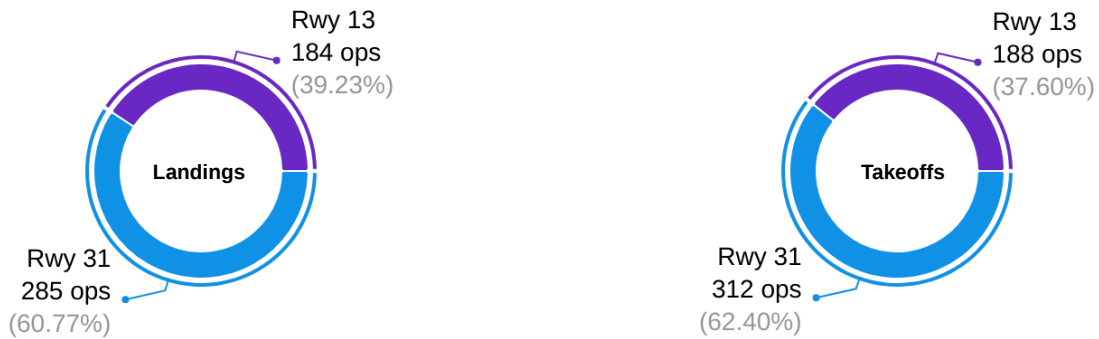 Rwy 13
184 ops
(39.23%)
Landings
Rwy 31
285 ops
(60.77%)
Rwy 13
188 ops
(37.60%)
Takeoffs
Rwy 31
312 ops
(62.40%)